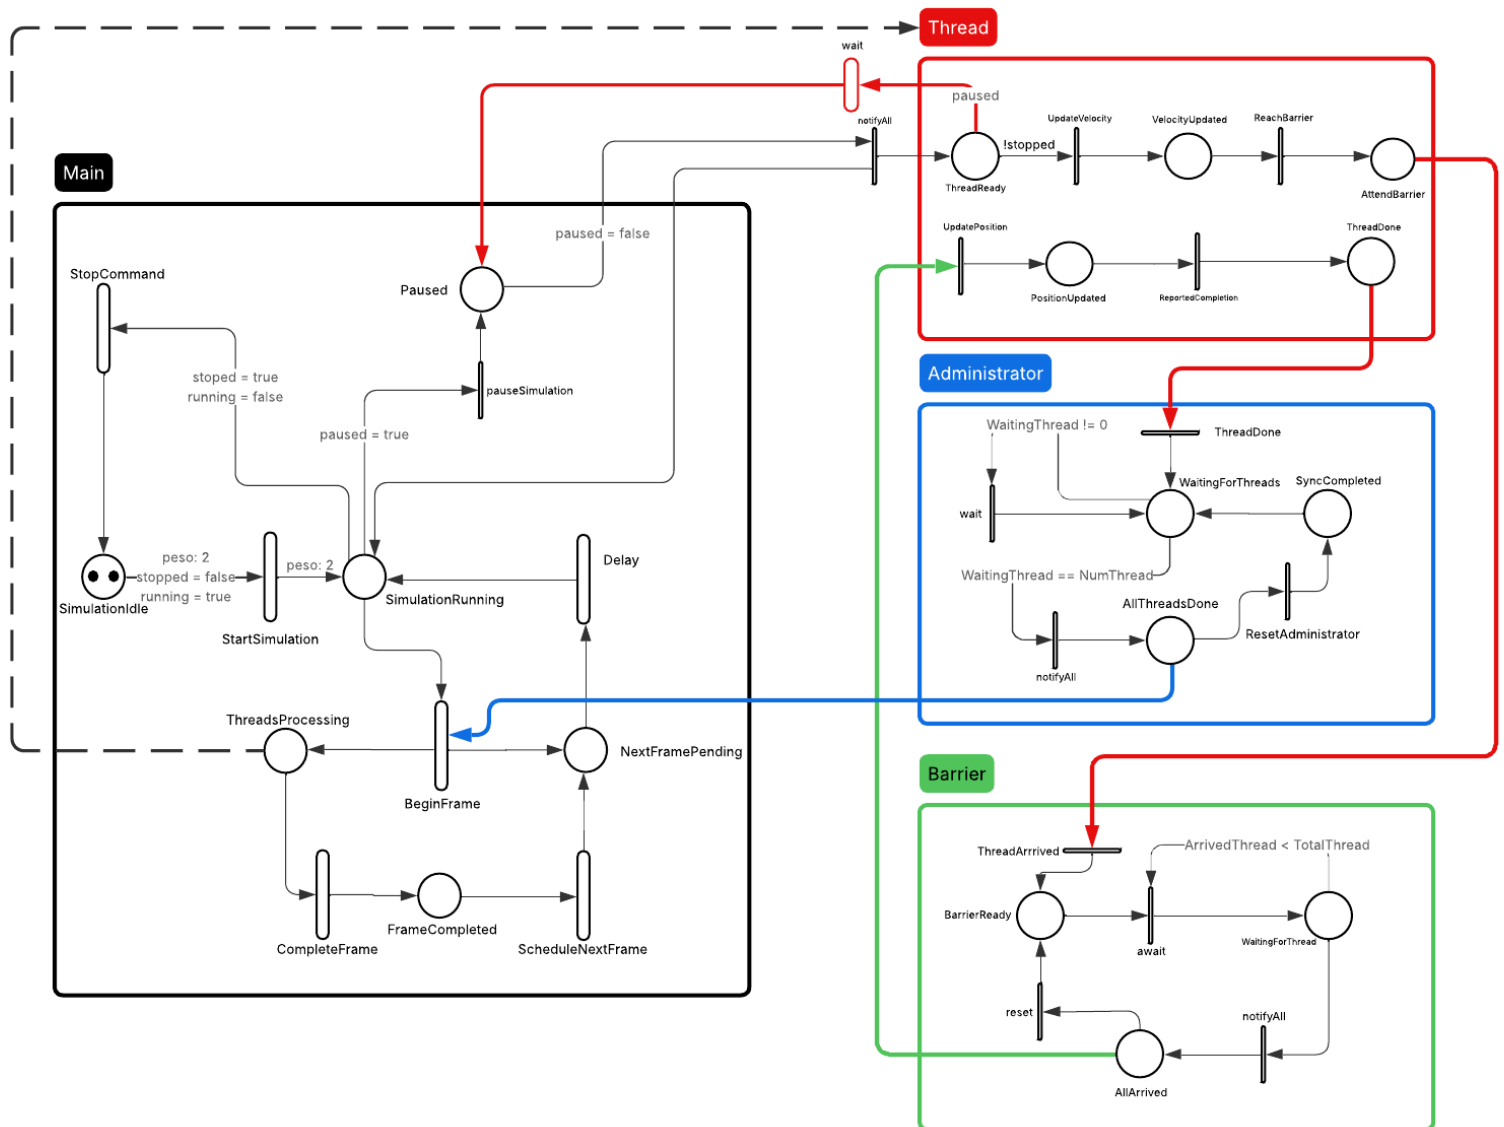 Thread
wait
paused
notifyAll
UpdateVelocity
VelocityUpdated
ReachBarrier
!stopped
ThreadReady
AttendBarrier
UpdatePosition
ThreadDone
PositionUpdated
ReportedCompletion
Main
paused = false
StopCommand
Paused
stoped = true
running = false
pauseSimulation
paused = true
peso: 2
stopped = false
running = true
peso: 2
SimulationIdle
StartSimulation
SimulationRunning
Delay
ThreadsProcessing
NextFramePending
BeginFrame
FrameCompleted
CompleteFrame
ScheduleNextFrame
Administrator
WaitingThread != 0
ThreadDone
WaitingForThreads
SyncCompleted
wait
WaitingThread == NumThread
AllThreadsDone
ResetAdministrator
notifyAll
Barrier
ThreadArrrived
ArrivedThread < TotalThread
BarrierReady
await
WaitingForThread
reset
notifyAll
AllArrived